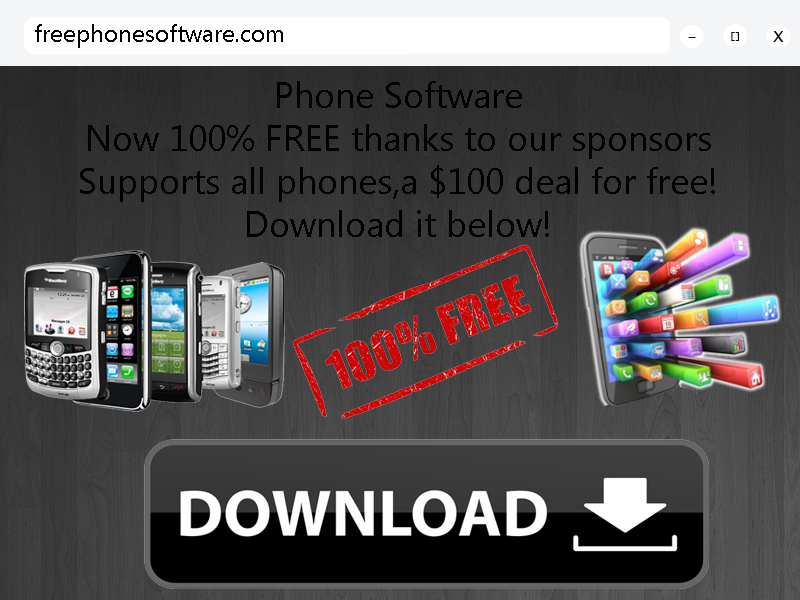 freephonesoftware.com
Phone Software
Now 100% FREE thanks to our sponsors
Supports all phones,a $100 deal for free!
Download it below!
100% FREE
DOWNLOAD